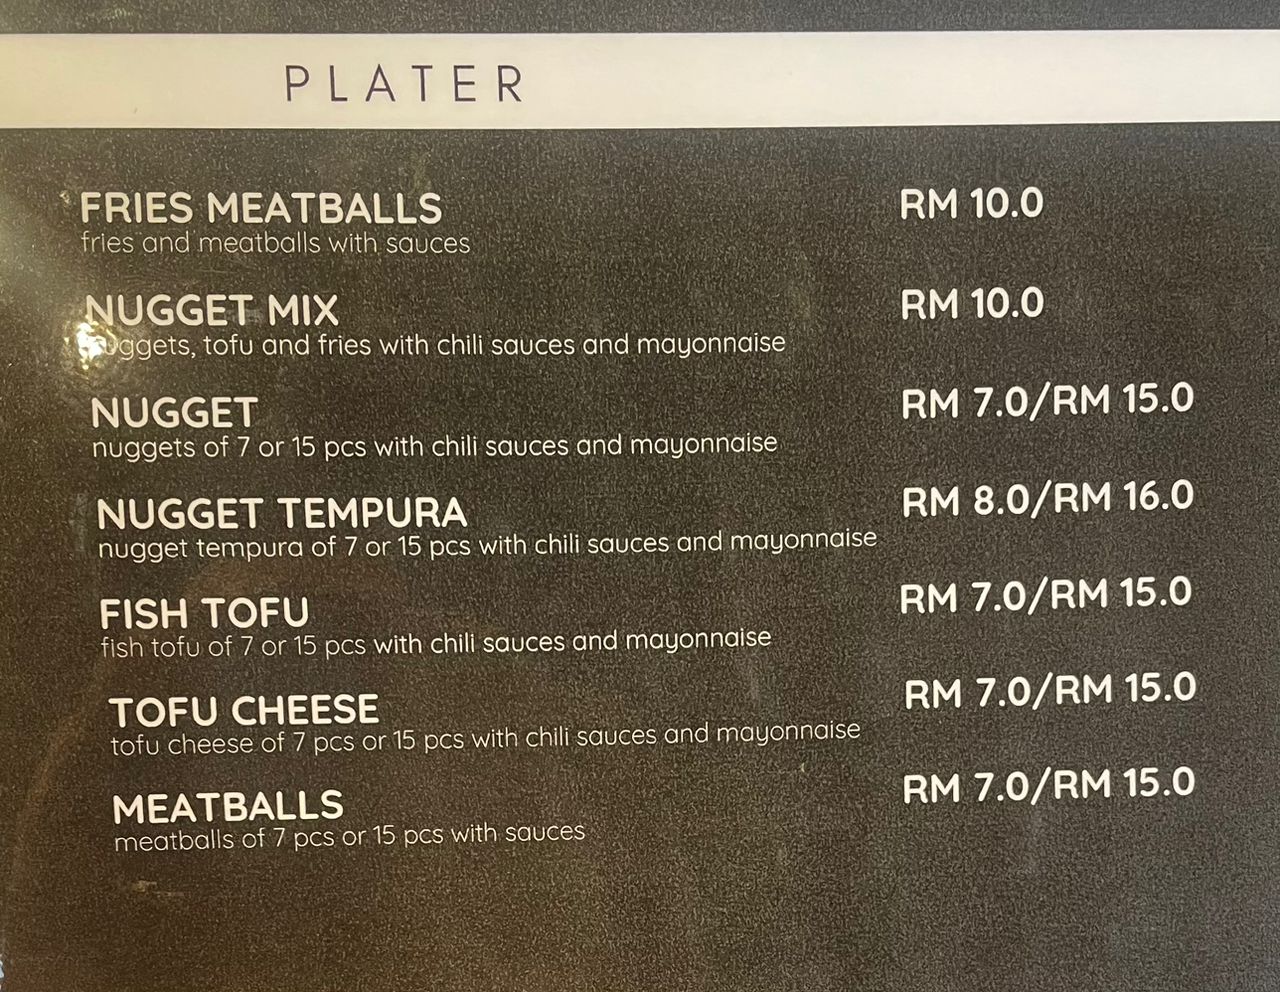 PLATER
FRIES MEATBALLS RM 10.0
fries and meatballs with sauces
NUGGET MIX RM 10.0
nuggets, tofu and fries with chili sauces and mayonnaise
NUGGET RM 7.0/RM 15.0
nuggets of 7 or 15 pcs with chili sauces and mayonnaise
NUGGET TEMPURA RM 8.0/RM 16.0
nugget tempura of 7 or 15 pcs with chili sauces and mayonnaise
FISH TOFU RM 7.0/RM 15.0
fish tofu of 7 or 15 pcs with chili sauces and mayonnaise
TOFU CHEESE RM 7.0/RM 15.0
tofu cheese of 7 pcs or 15 pcs with chili sauces and mayonnaise
MEATBALLS RM 7.0/RM 15.0
meatballs of 7 pcs or 15 pcs with sauces